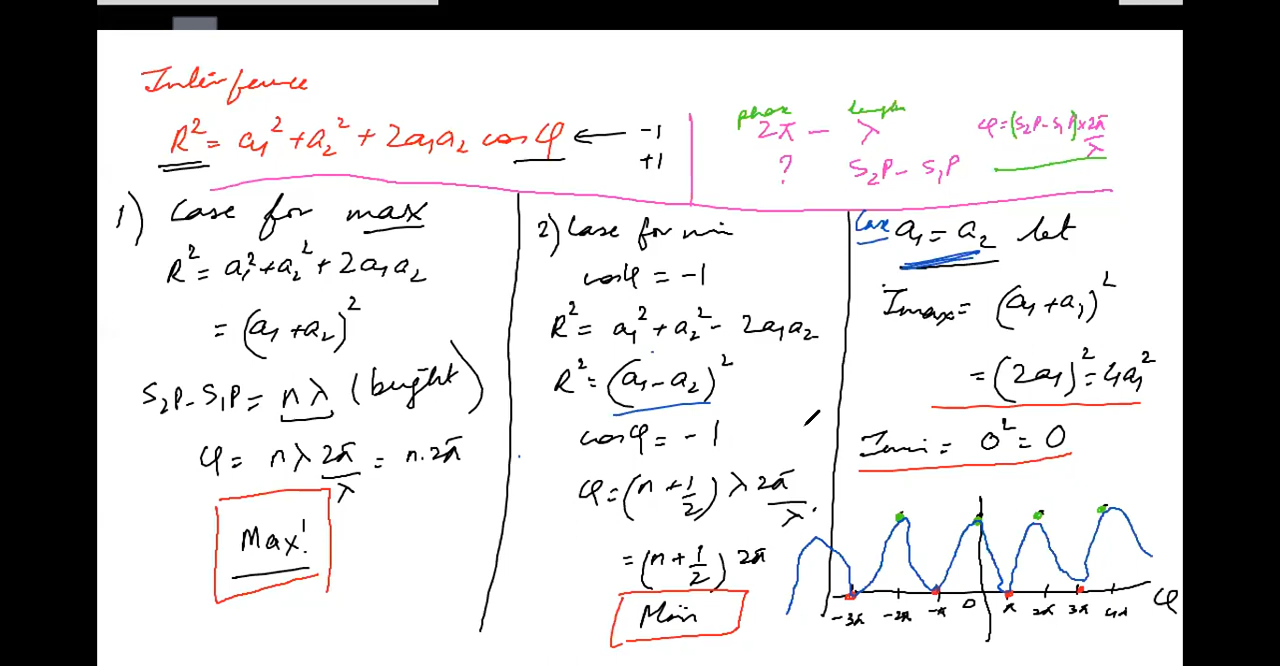 Interference
R² = a₁² + a₂² + 2a₁a₂ cosφ ← -1
+1
phase length
2π — λ
? S₂P - S₁P
φ = (S₂P - S₁P) × 2π/λ
1) Case for max
R² = a₁² + a₂² + 2a₁a₂
= (a₁ + a₂)²
S₂P - S₁P = nλ (bright)
φ = nλ 2π/λ = n.2π
Max!
2) Case for min
cosφ = -1
R² = a₁² + a₂² - 2a₁a₂
R² = (a₁ - a₂)²
cosφ = -1
φ = (n + 1/2) λ 2π/λ
= (n + 1/2) 2π
Min
Case a₁ = a₂ let
Imax = (a₁ + a₁)²
= (2a₁)² = 4a₁²
Imin = 0² = 0
-3π -2π -π 0 π 2π 3π 4π φ